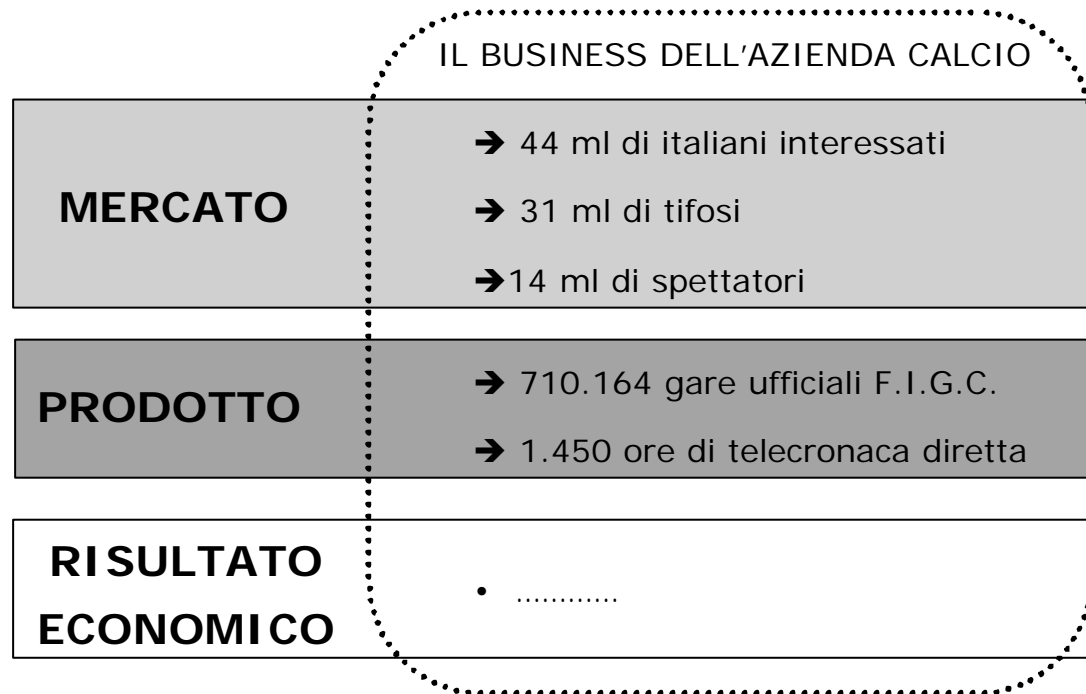 IL BUSINESS DELL'AZIENDA CALCIO
MERCATO
➔ 44 ml di italiani interessati
➔ 31 ml di tifosi
➔14 ml di spettatori
PRODOTTO
➔ 710.164 gare ufficiali F.I.G.C.
➔ 1.450 ore di telecronaca diretta
RISULTATO
ECONOMICO
• ............